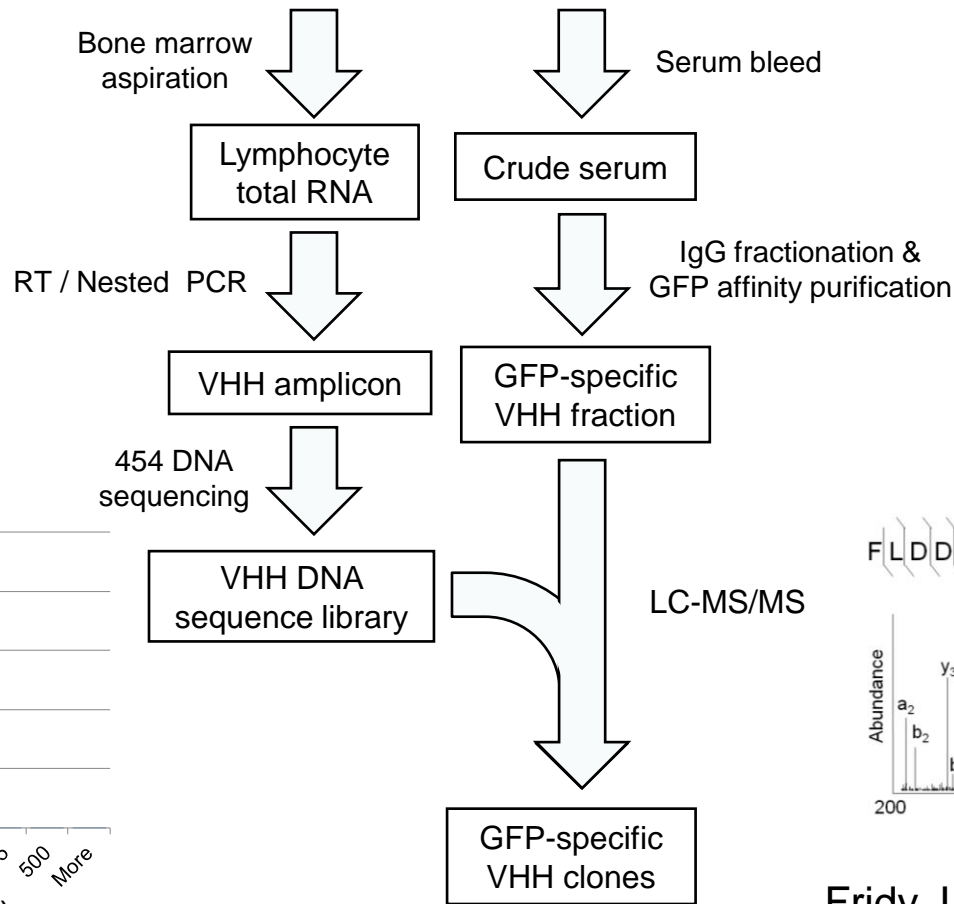 Bone marrow
aspiration
Serum bleed
Lymphocyte
total RNA
Crude serum
RT / Nested PCR
IgG fractionation &
GFP affinity purification
VHH amplicon
GFP-specific
VHH fraction
454 DNA
sequencing
VHH DNA
sequence library
LC-MS/MS
GFP-specific
VHH clones
500
More
F L D D
Abundance
a2
b2
y3
200